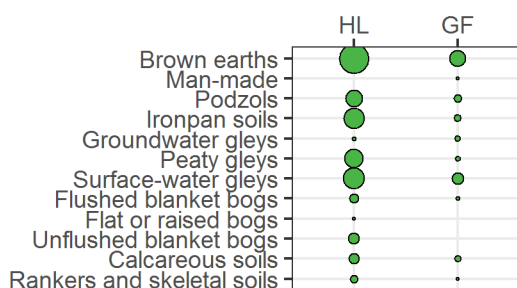 HL GF
Brown earths
Man-made
Podzols
Ironpan soils
Groundwater gleys
Peaty gleys
Surface-water gleys
Flushed blanket bogs
Flat or raised bogs
Unflushed blanket bogs
Calcareous soils
Rankers and skeletal soils